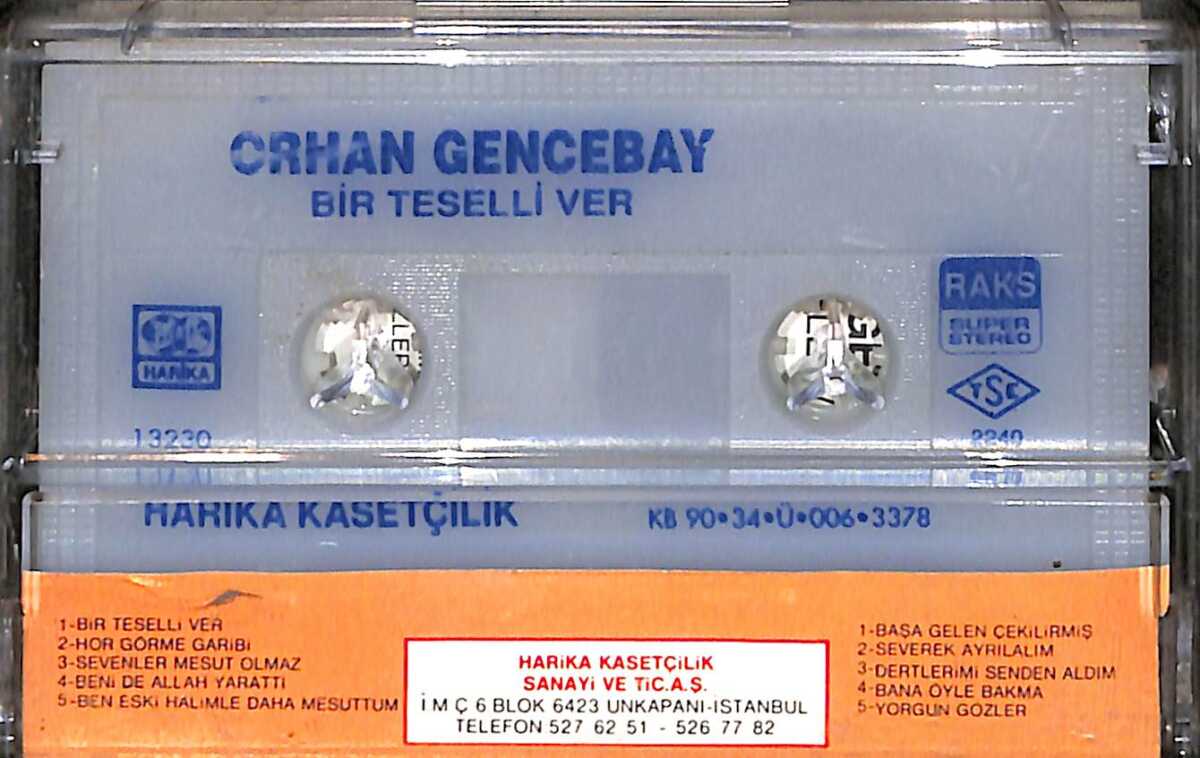 ORHAN GENCEBAY
BİR TESELLİ VER
HARİKA
13230
RAKS
SUPER
STEREO
TSE
2240
HARİKA KASETÇİLİK
KB 90•34•Ü•006•3378
1-BİR TESELLİ VER
2-HOR GÖRME GARİBİ
3-SEVENLER MESUT OLMAZ
4-BENİ DE ALLAH YARATTI
5-BEN ESKİ HALİMLE DAHA MESUTTUM
HARİKA KASETÇİLİK
SANAYİ VE TİC.A.Ş.
İ M Ç 6 BLOK 6423 UNKAPANI-İSTANBUL
TELEFON 527 62 51 - 526 77 82
1-BAŞA GELEN ÇEKİLİRMİŞ
2-SEVEREK AYRILALIM
3-DERTLERİMİ SENDEN ALDIM
4-BANA ÖYLE BAKMA
5-YORGUN GÖZLER